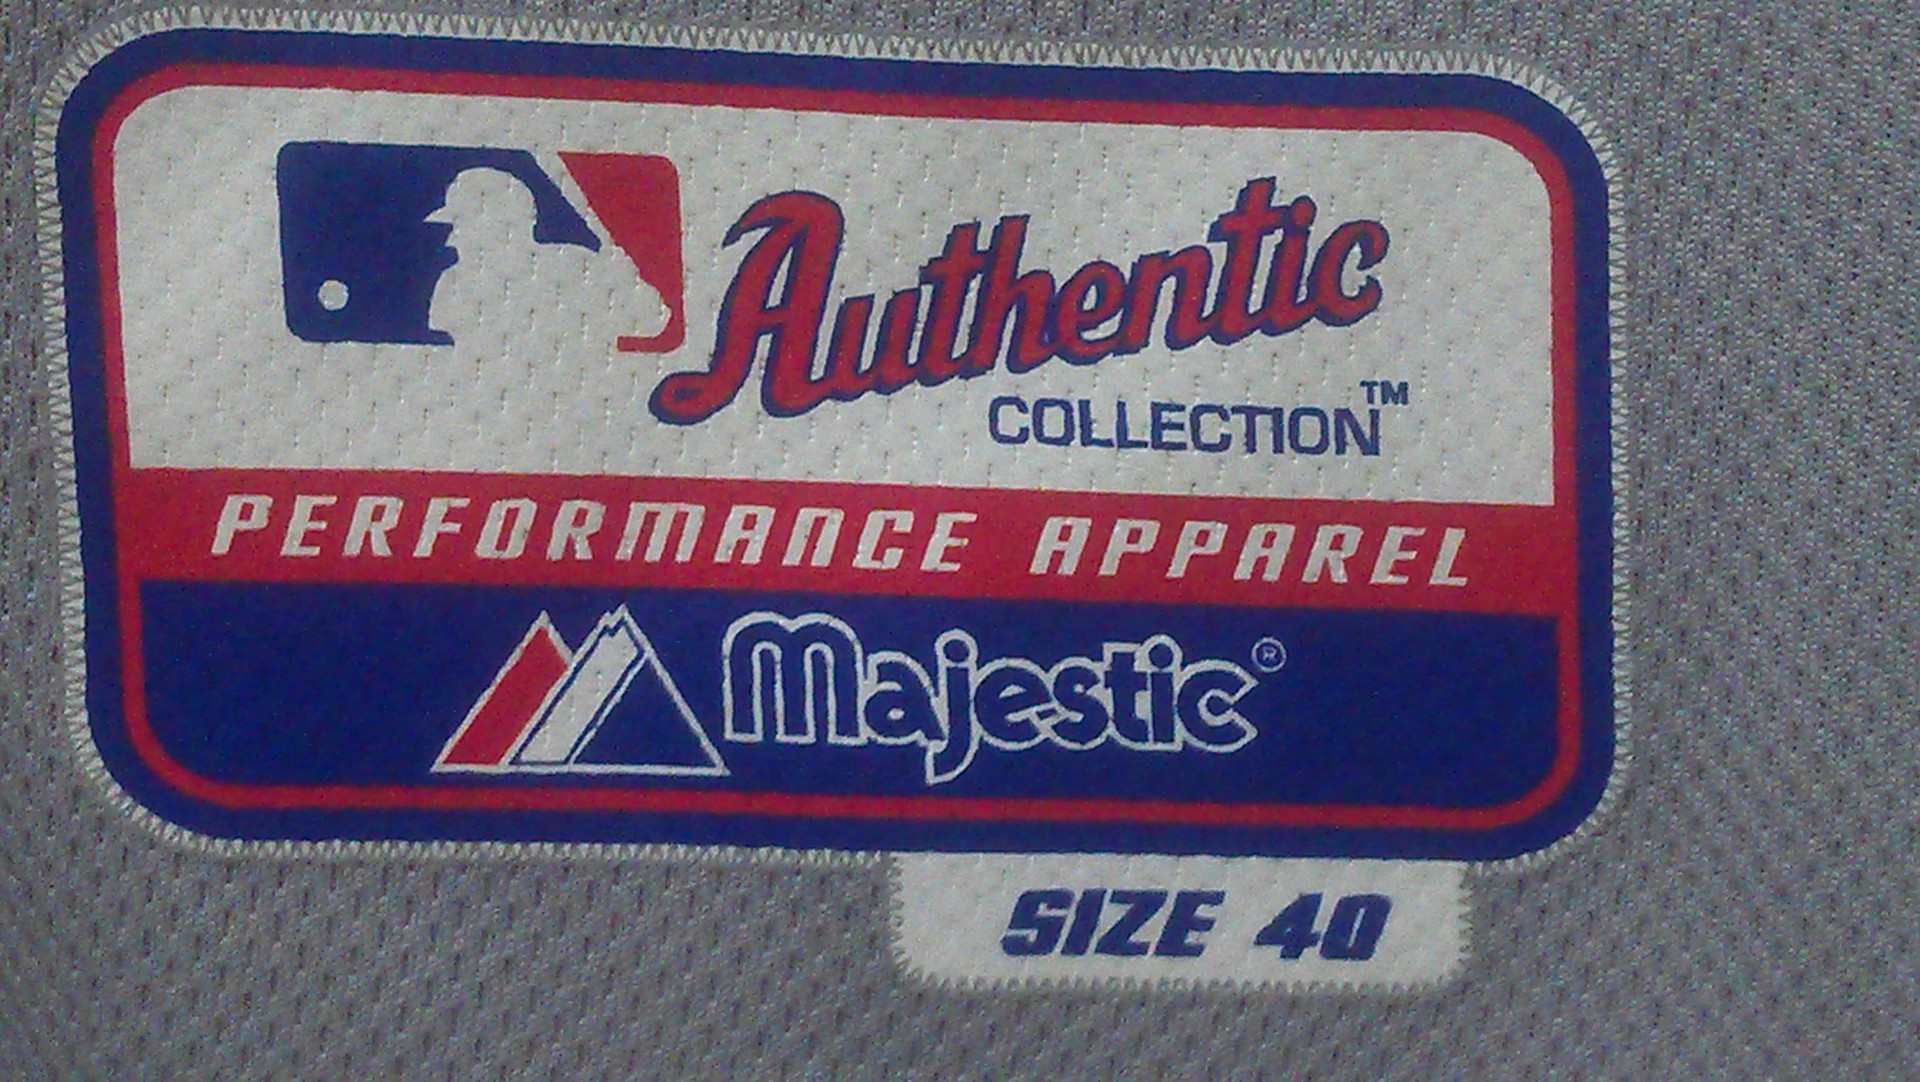 Authentic
COLLECTION™
PERFORMANCE APPAREL
Majestic®
SIZE 40